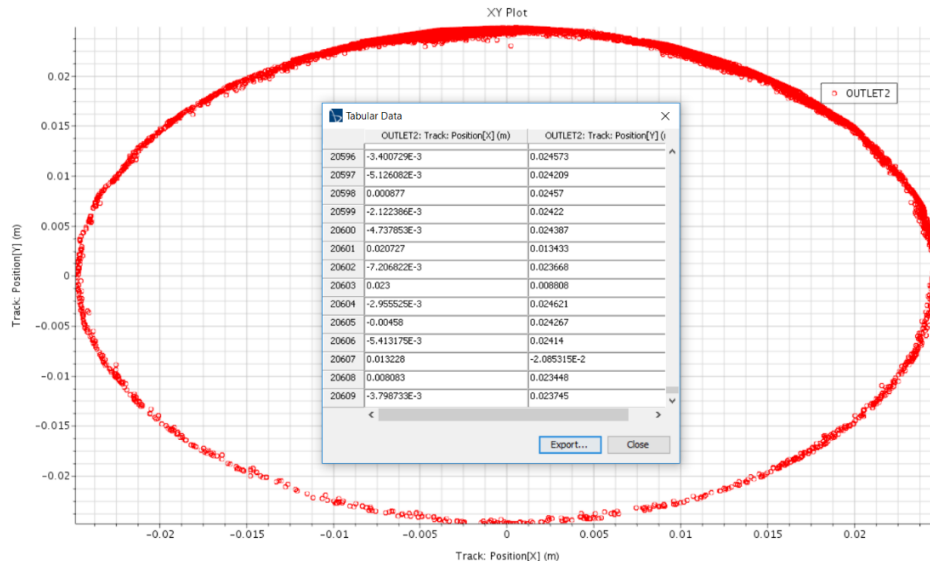 XY Plot
0.02
0.015
0.01
0.005
0
-0.005
-0.01
-0.015
-0.02
Track: Position[Y] (m)
OUTLET2
Tabular Data
OUTLET2: Track: Position[X] (m) OUTLET2: Track: Position[Y] (
20596 -3.400729E-3 0.024573
20597 -5.126082E-3 0.024209
20598 0.000877 0.02457
20599 -2.122386E-3 0.02422
20600 -4.737853E-3 0.024387
20601 0.020727 0.013433
20602 -7.206822E-3 0.023668
20603 0.023 0.008808
20604 -2.955525E-3 0.024621
20605 -0.00458 0.024267
20606 -5.413175E-3 0.02414
20607 0.013228 -2.085315E-2
20608 0.008083 0.023448
20609 -3.798733E-3 0.023745
Export... Close
-0.02 -0.015 -0.01 -0.005 0 0.005 0.01 0.015 0.02
Track: Position[X] (m)